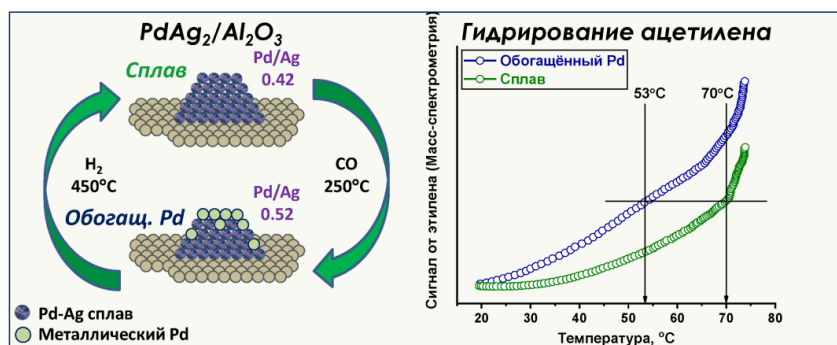 PdAg₂/Al₂O₃
Сплав
Pd/Ag
0.42
H₂
450°C
CO
250°C
Обогащ. Pd
Pd/Ag
0.52
Pd-Ag сплав
Металлический Pd
Гидрирование ацетилена
Обогащённый Pd
Сплав
53°C
70°C
Сигнал от этилена (Масс-спектрометрия)
20 30 40 50 60 70 80
Температура, °C